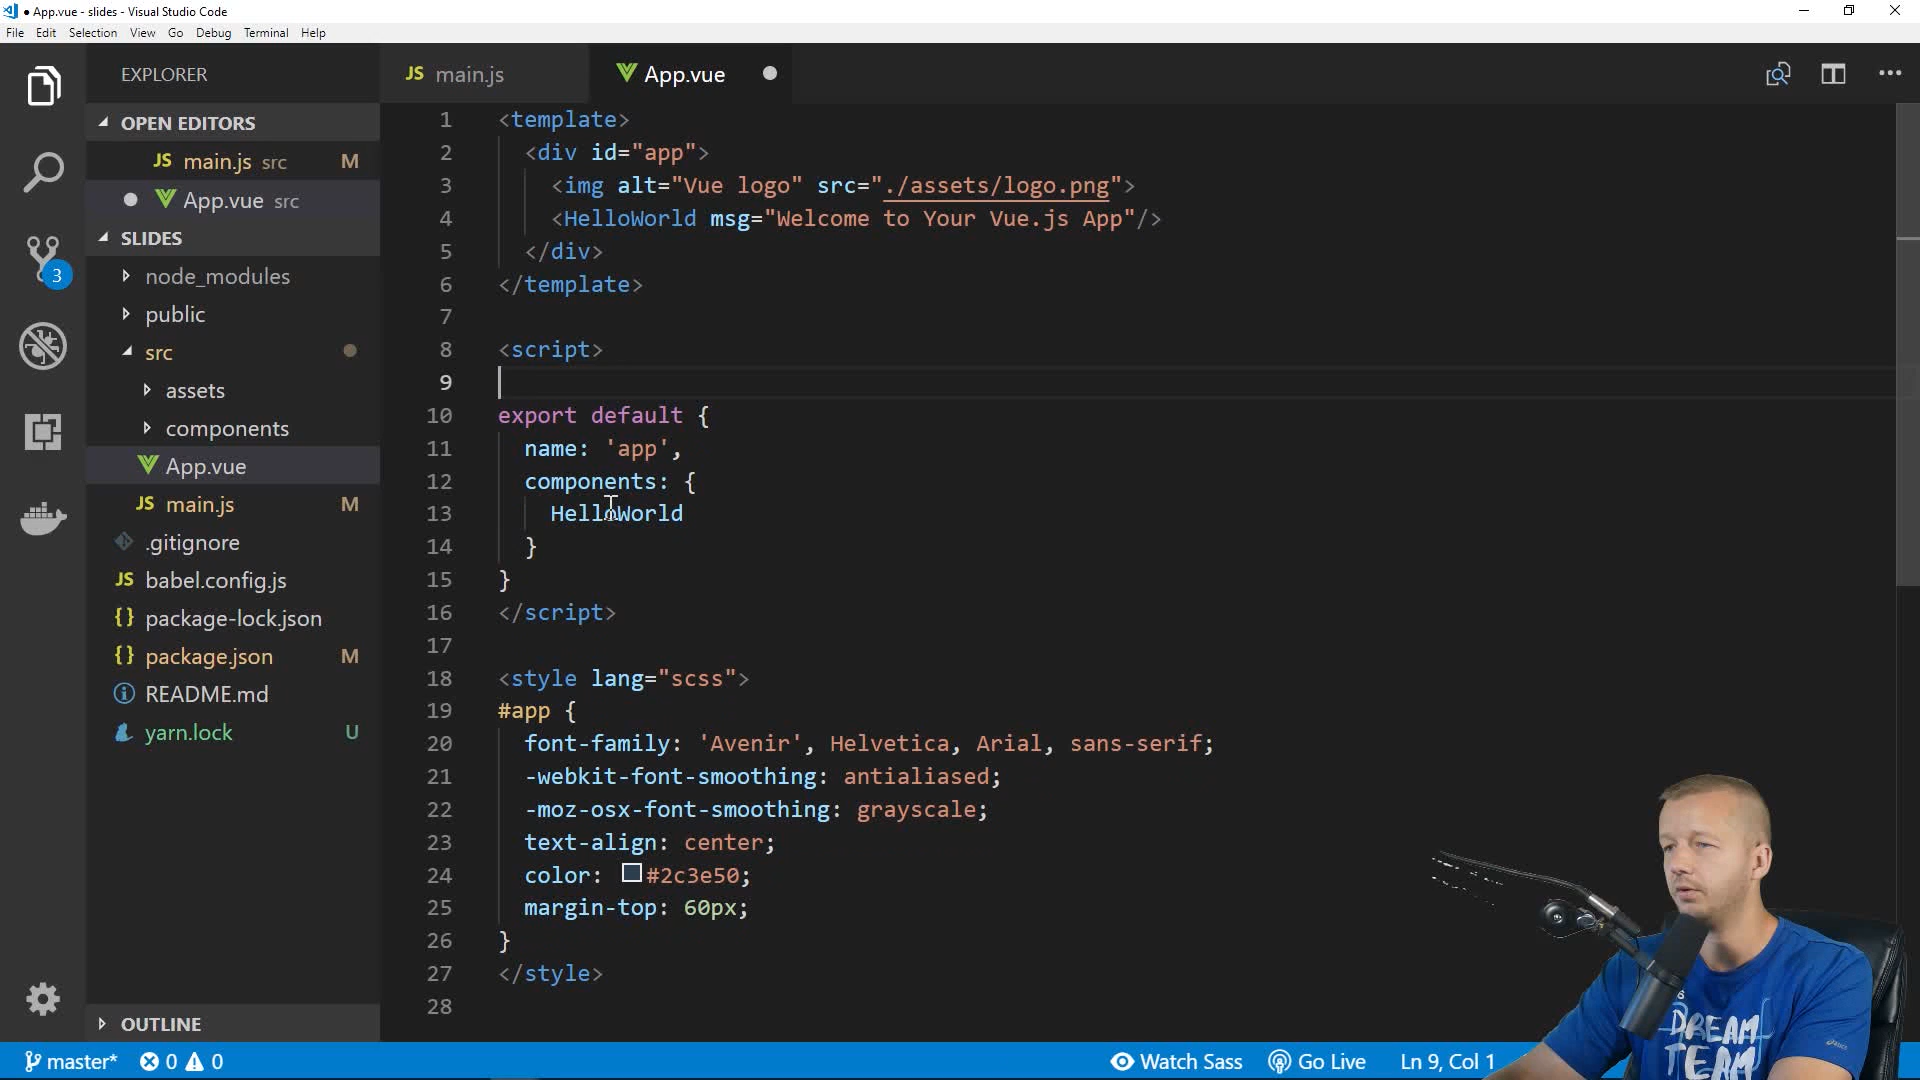 App.vue - slides - Visual Studio Code
File Edit Selection View Go Debug Terminal Help
EXPLORER
OPEN EDITORS
JS main.js src M
App.vue src
SLIDES
node_modules
public
src
assets
components
App.vue
JS main.js M
.gitignore
JS babel.config.js
{} package-lock.json
{} package.json M
README.md
yarn.lock U
OUTLINE
3
JS main.js App.vue
1 <template>
2 <div id="app">
3 <img alt="Vue logo" src="./assets/logo.png">
4 <HelloWorld msg="Welcome to Your Vue.js App"/>
5 </div>
6 </template>
7
8 <script>
9
10 export default {
11 name: 'app',
12 components: {
13 HelloWorld
14 }
15 }
16 </script>
17
18 <style lang="scss">
19 #app {
20 font-family: 'Avenir', Helvetica, Arial, sans-serif;
21 -webkit-font-smoothing: antialiased;
22 -moz-osx-font-smoothing: grayscale;
23 text-align: center;
24 color: #2c3e50;
25 margin-top: 60px;
26 }
27 </style>
28
DREAM
TEAM
master* 0 0 Watch Sass Go Live Ln 9, Col 1